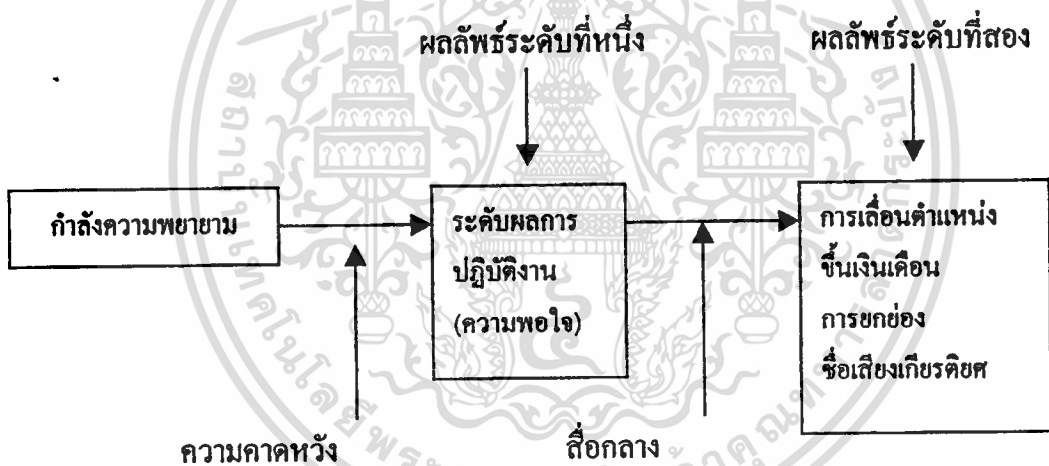 ผลลัพธ์ระดับที่หนึ่ง
ผลลัพธ์ระดับที่สอง
กำลังความพยายาม
ระดับผลการ
ปฏิบัติงาน
(ความพอใจ)
การเลื่อนตำแหน่ง
ขึ้นเงินเดือน
การยกย่อง
ชื่อเสียงเกียรติยศ
ความคาดหวัง
สื่อกลาง